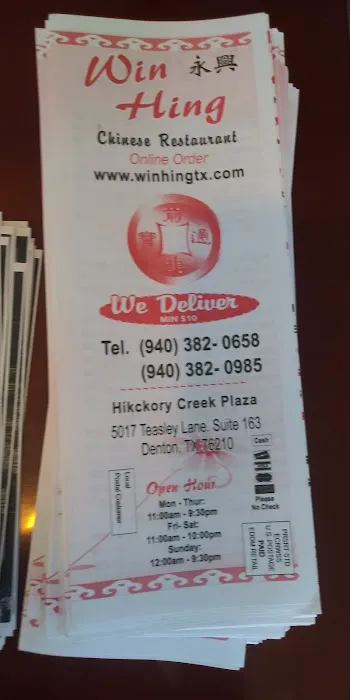 Win 永興
Hing
Chinese Restaurant
Online Order
www.winhingtx.com
We Deliver
MIN $10
Tel. (940) 382- 0658
(940) 382- 0985
Hikckory Creek Plaza
5017 Teasley Lane. Suite 163
Denton, TX 76210
Cash
Please
No Check
Local
Postal Customer
Open Hour
Mon - Thur:
11:00am - 9:30pm
Fri- Sat:
11:00am - 10:00pm
Sunday:
12:00am - 9:30pm
PRSRT STD
ECRWSS
U.S. POSTAGE
PAID
EDDM RETAIL